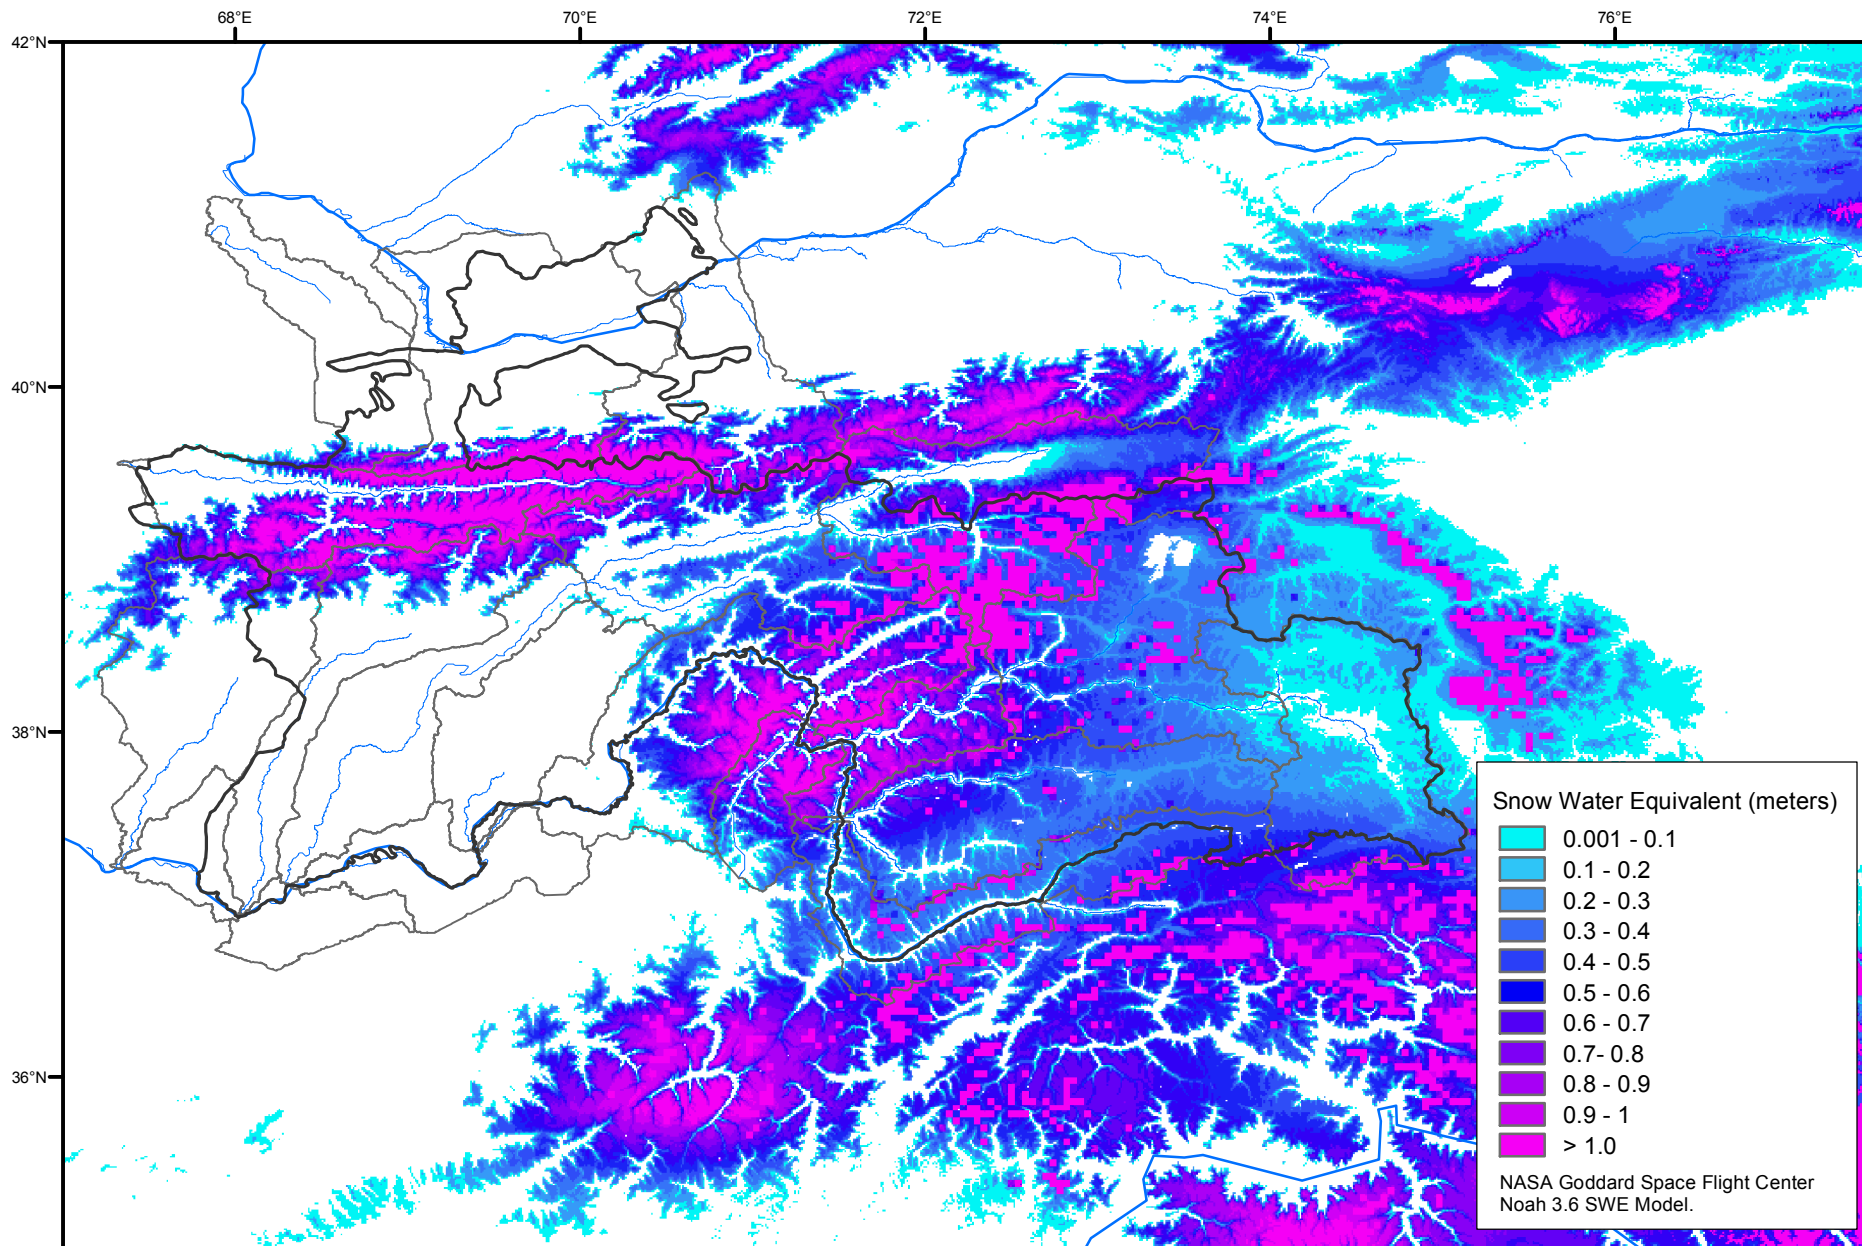 68°E
70°E
72°E
74°E
76°E
42°N
40°N
38°N
36°N
Snow Water Equivalent (meters)
0.001 - 0.1
0.1 - 0.2
0.2 - 0.3
0.3 - 0.4
0.4 - 0.5
0.5 - 0.6
0.6 - 0.7
0.7- 0.8
0.8 - 0.9
0.9 - 1
> 1.0
NASA Goddard Space Flight Center
Noah 3.6 SWE Model.